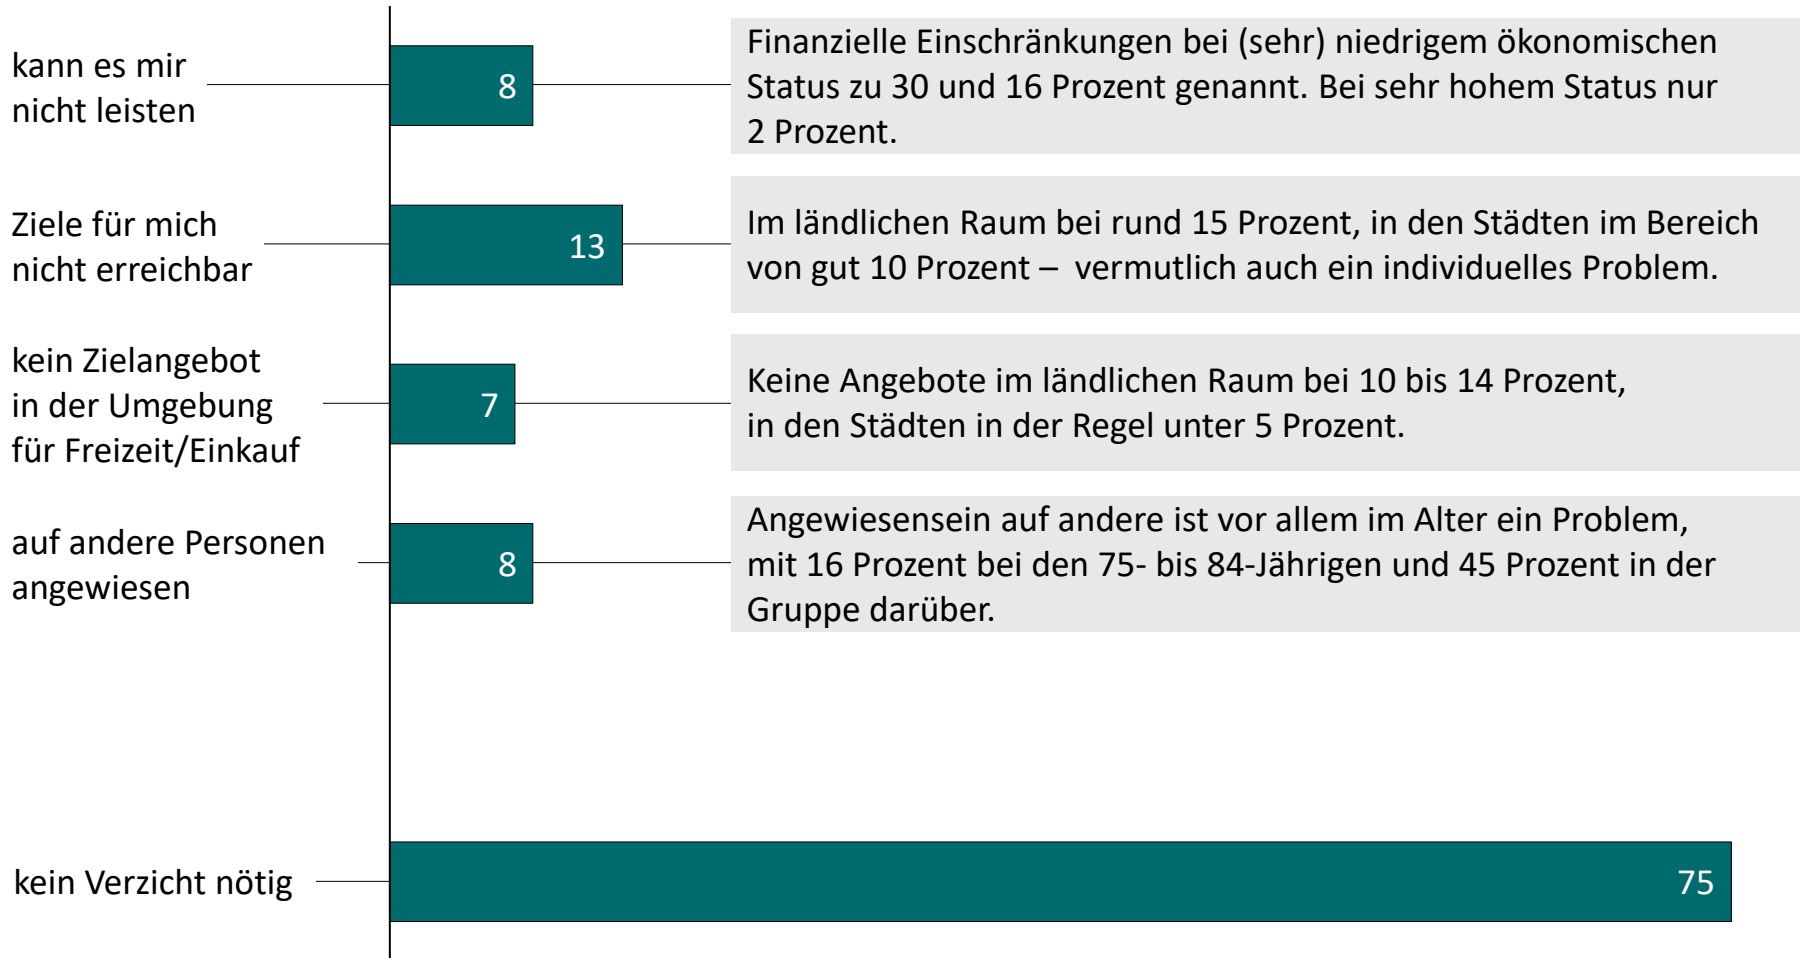 kann es mir
nicht leisten
8
Finanzielle Einschränkungen bei (sehr) niedrigem ökonomischen
Status zu 30 und 16 Prozent genannt. Bei sehr hohem Status nur
2 Prozent.
Ziele für mich
nicht erreichbar
13
Im ländlichen Raum bei rund 15 Prozent, in den Städten im Bereich
von gut 10 Prozent – vermutlich auch ein individuelles Problem.
kein Zielangebot
in der Umgebung
für Freizeit/Einkauf
7
Keine Angebote im ländlichen Raum bei 10 bis 14 Prozent,
in den Städten in der Regel unter 5 Prozent.
auf andere Personen
angewiesen
8
Angewiesensein auf andere ist vor allem im Alter ein Problem,
mit 16 Prozent bei den 75- bis 84-Jährigen und 45 Prozent in der
Gruppe darüber.
kein Verzicht nötig
75